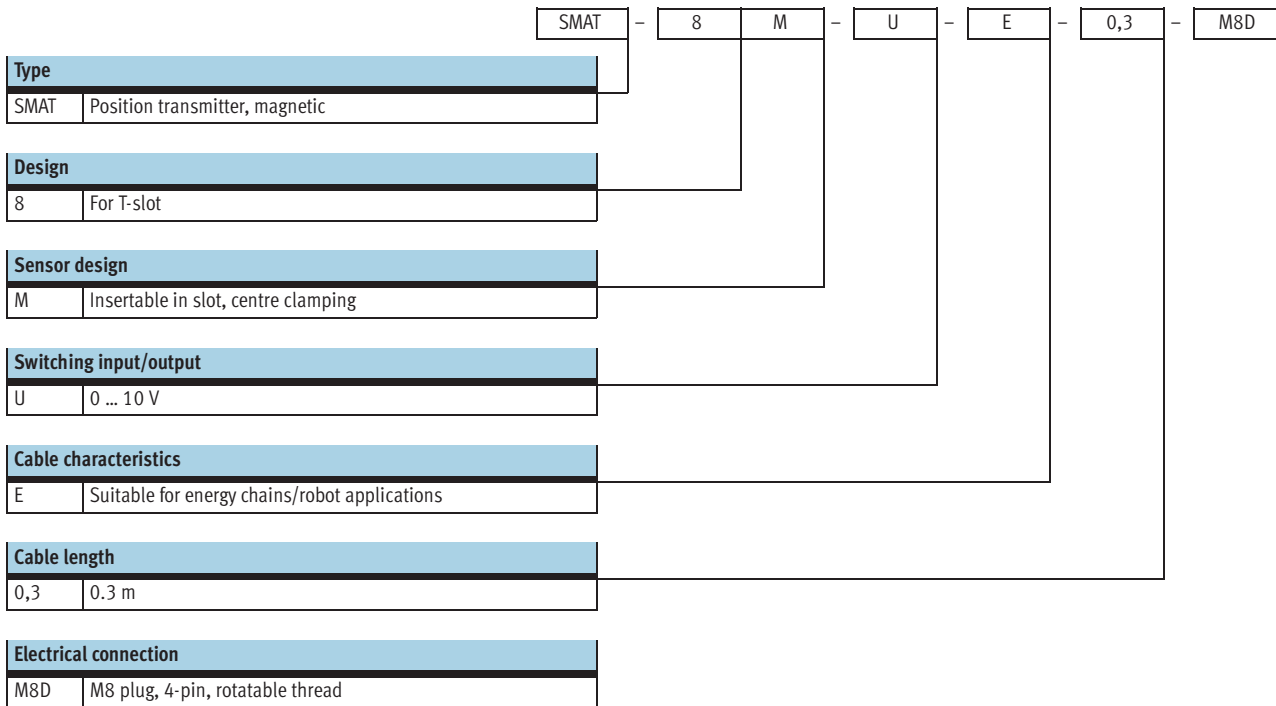 SMAT – 8 M – U – E – 0,3 – M8D
Type
SMAT Position transmitter, magnetic
Design
8 For T-slot
Sensor design
M Insertable in slot, centre clamping
Switching input/output
U 0 … 10 V
Cable characteristics
E Suitable for energy chains/robot applications
Cable length
0,3 0.3 m
Electrical connection
M8D M8 plug, 4-pin, rotatable thread